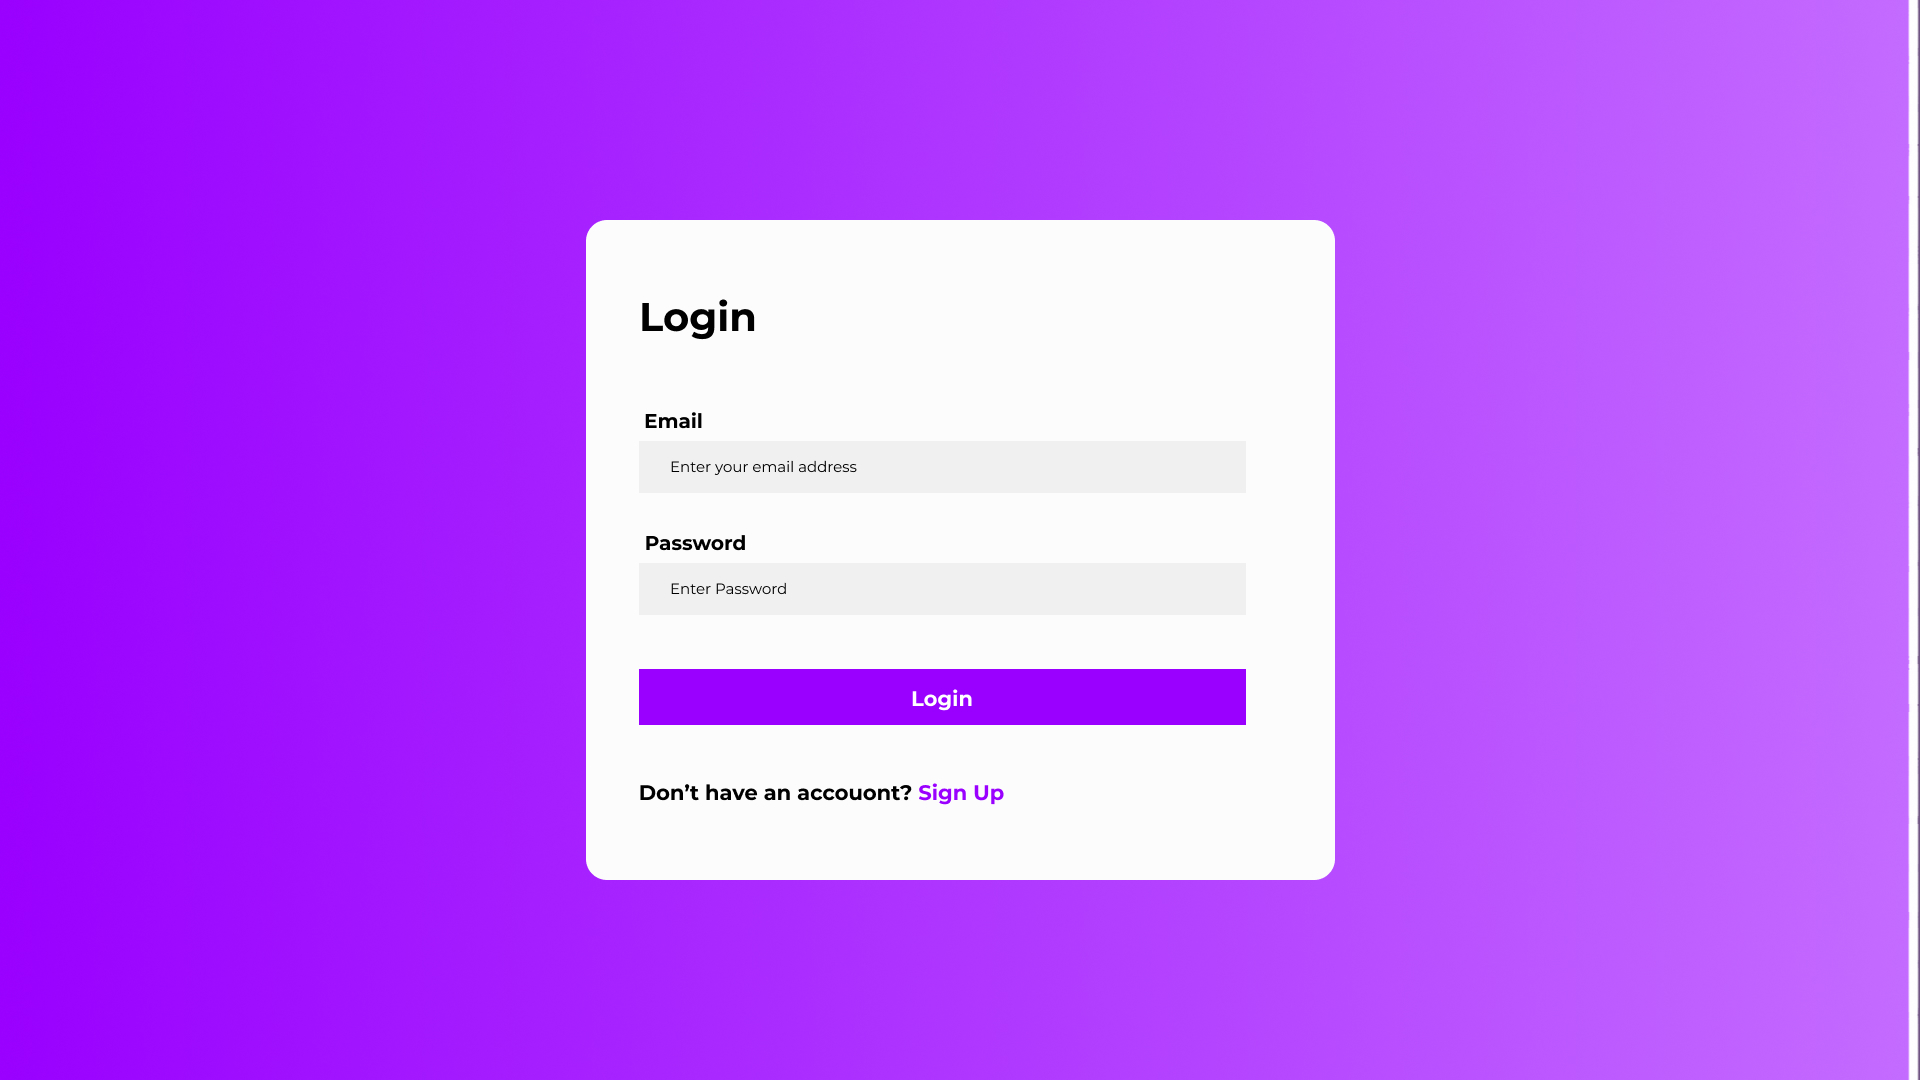 Login
Email
Enter your email address
Password
Enter Password
Login
Don’t have an accouont? Sign Up